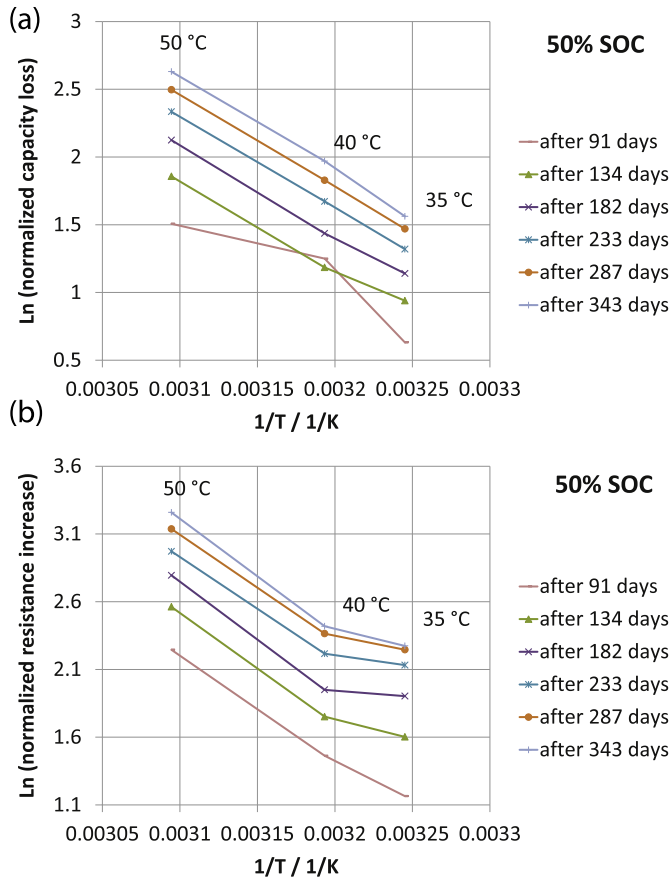 (a)
Ln (normalized capacity loss)
3
2.5
2
1.5
1
0.5
50 °C
40 °C
35 °C
0.00305 0.0031 0.00315 0.0032 0.00325 0.0033
1/T / 1/K
50% SOC
after 91 days
after 134 days
after 182 days
after 233 days
after 287 days
after 343 days
(b)
Ln (normalized resistance increase)
3.6
3.1
2.6
2.1
1.6
1.1
50 °C
40 °C
35 °C
0.00305 0.0031 0.00315 0.0032 0.00325 0.0033
1/T / 1/K
50% SOC
after 91 days
after 134 days
after 182 days
after 233 days
after 287 days
after 343 days